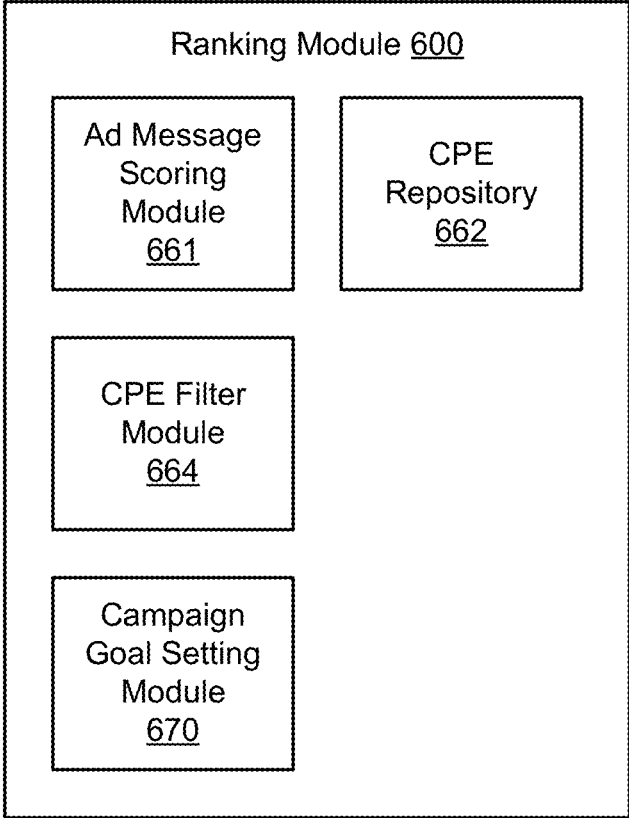 Ranking Module 600
Ad Message
Scoring
Module
661
CPE
Repository
662
CPE Filter
Module
664
Campaign
Goal Setting
Module
670